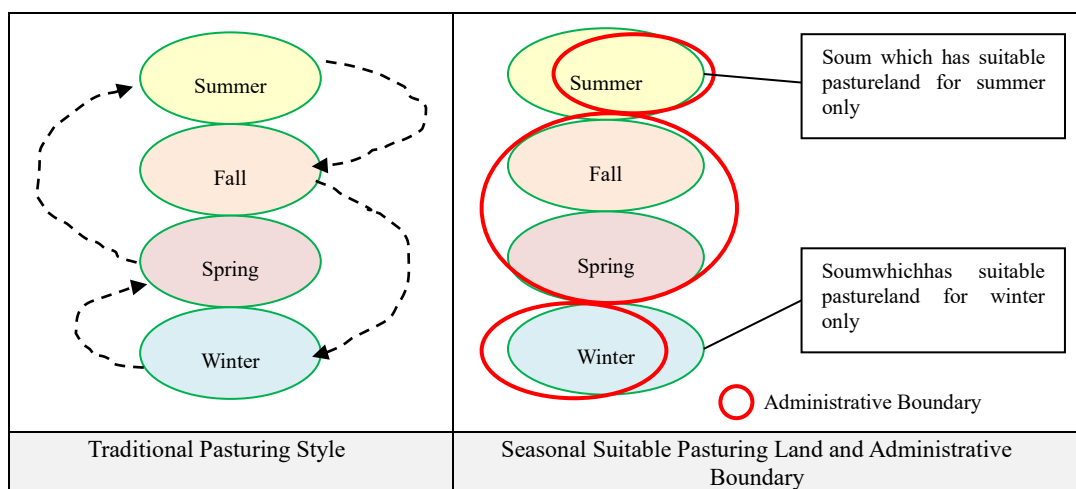 Summer
Fall
Spring
Winter
Traditional Pasturing Style
Summer
Fall
Spring
Winter
Soum which has suitable
pastureland for summer
only
Soumwhichhas suitable
pastureland for winter
only
Administrative Boundary
Seasonal Suitable Pasturing Land and Administrative
Boundary